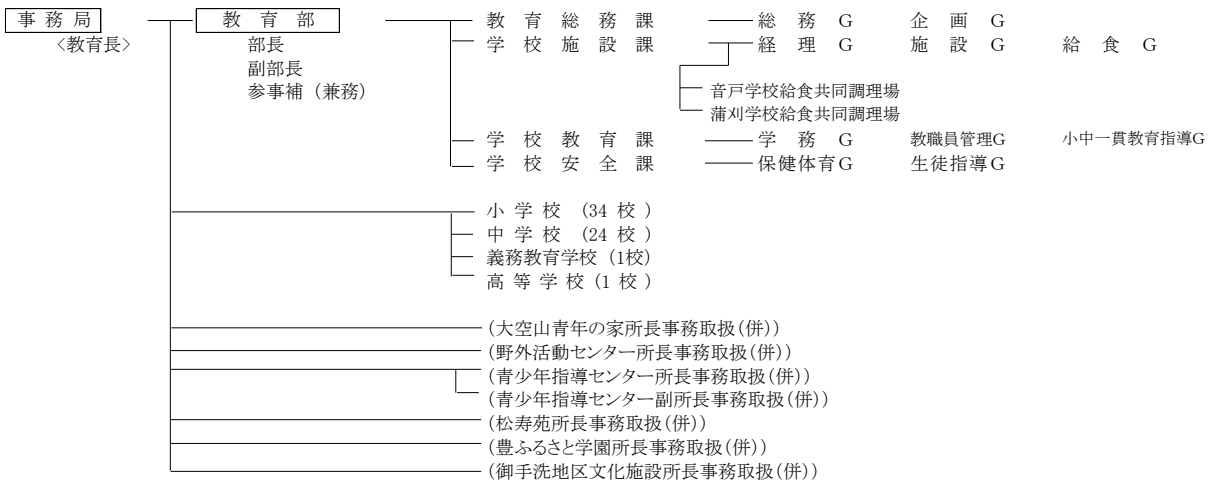 事務局 教育部 教育総務課 総務G 企画G
<教育長> 部長 学校施設課 経理G 施設G 給食G
副部長
参事補（兼務） 音戸学校給食共同調理場
蒲刈学校給食共同調理場
学校教育課 学務G 教職員管理G 小中一貫教育指導G
学校安全課 保健体育G 生徒指導G
小学校 (34校)
中学校 (24校)
義務教育学校 (1校)
高等学校 (1校)
(大空山青年の家所長事務取扱(併))
(野外活動センター所長事務取扱(併))
(青少年指導センター所長事務取扱(併))
(青少年指導センター副所長事務取扱(併))
(松寿苑所長事務取扱(併))
(豊ふるさと学園所長事務取扱(併))
(御手洗地区文化施設所長事務取扱(併))